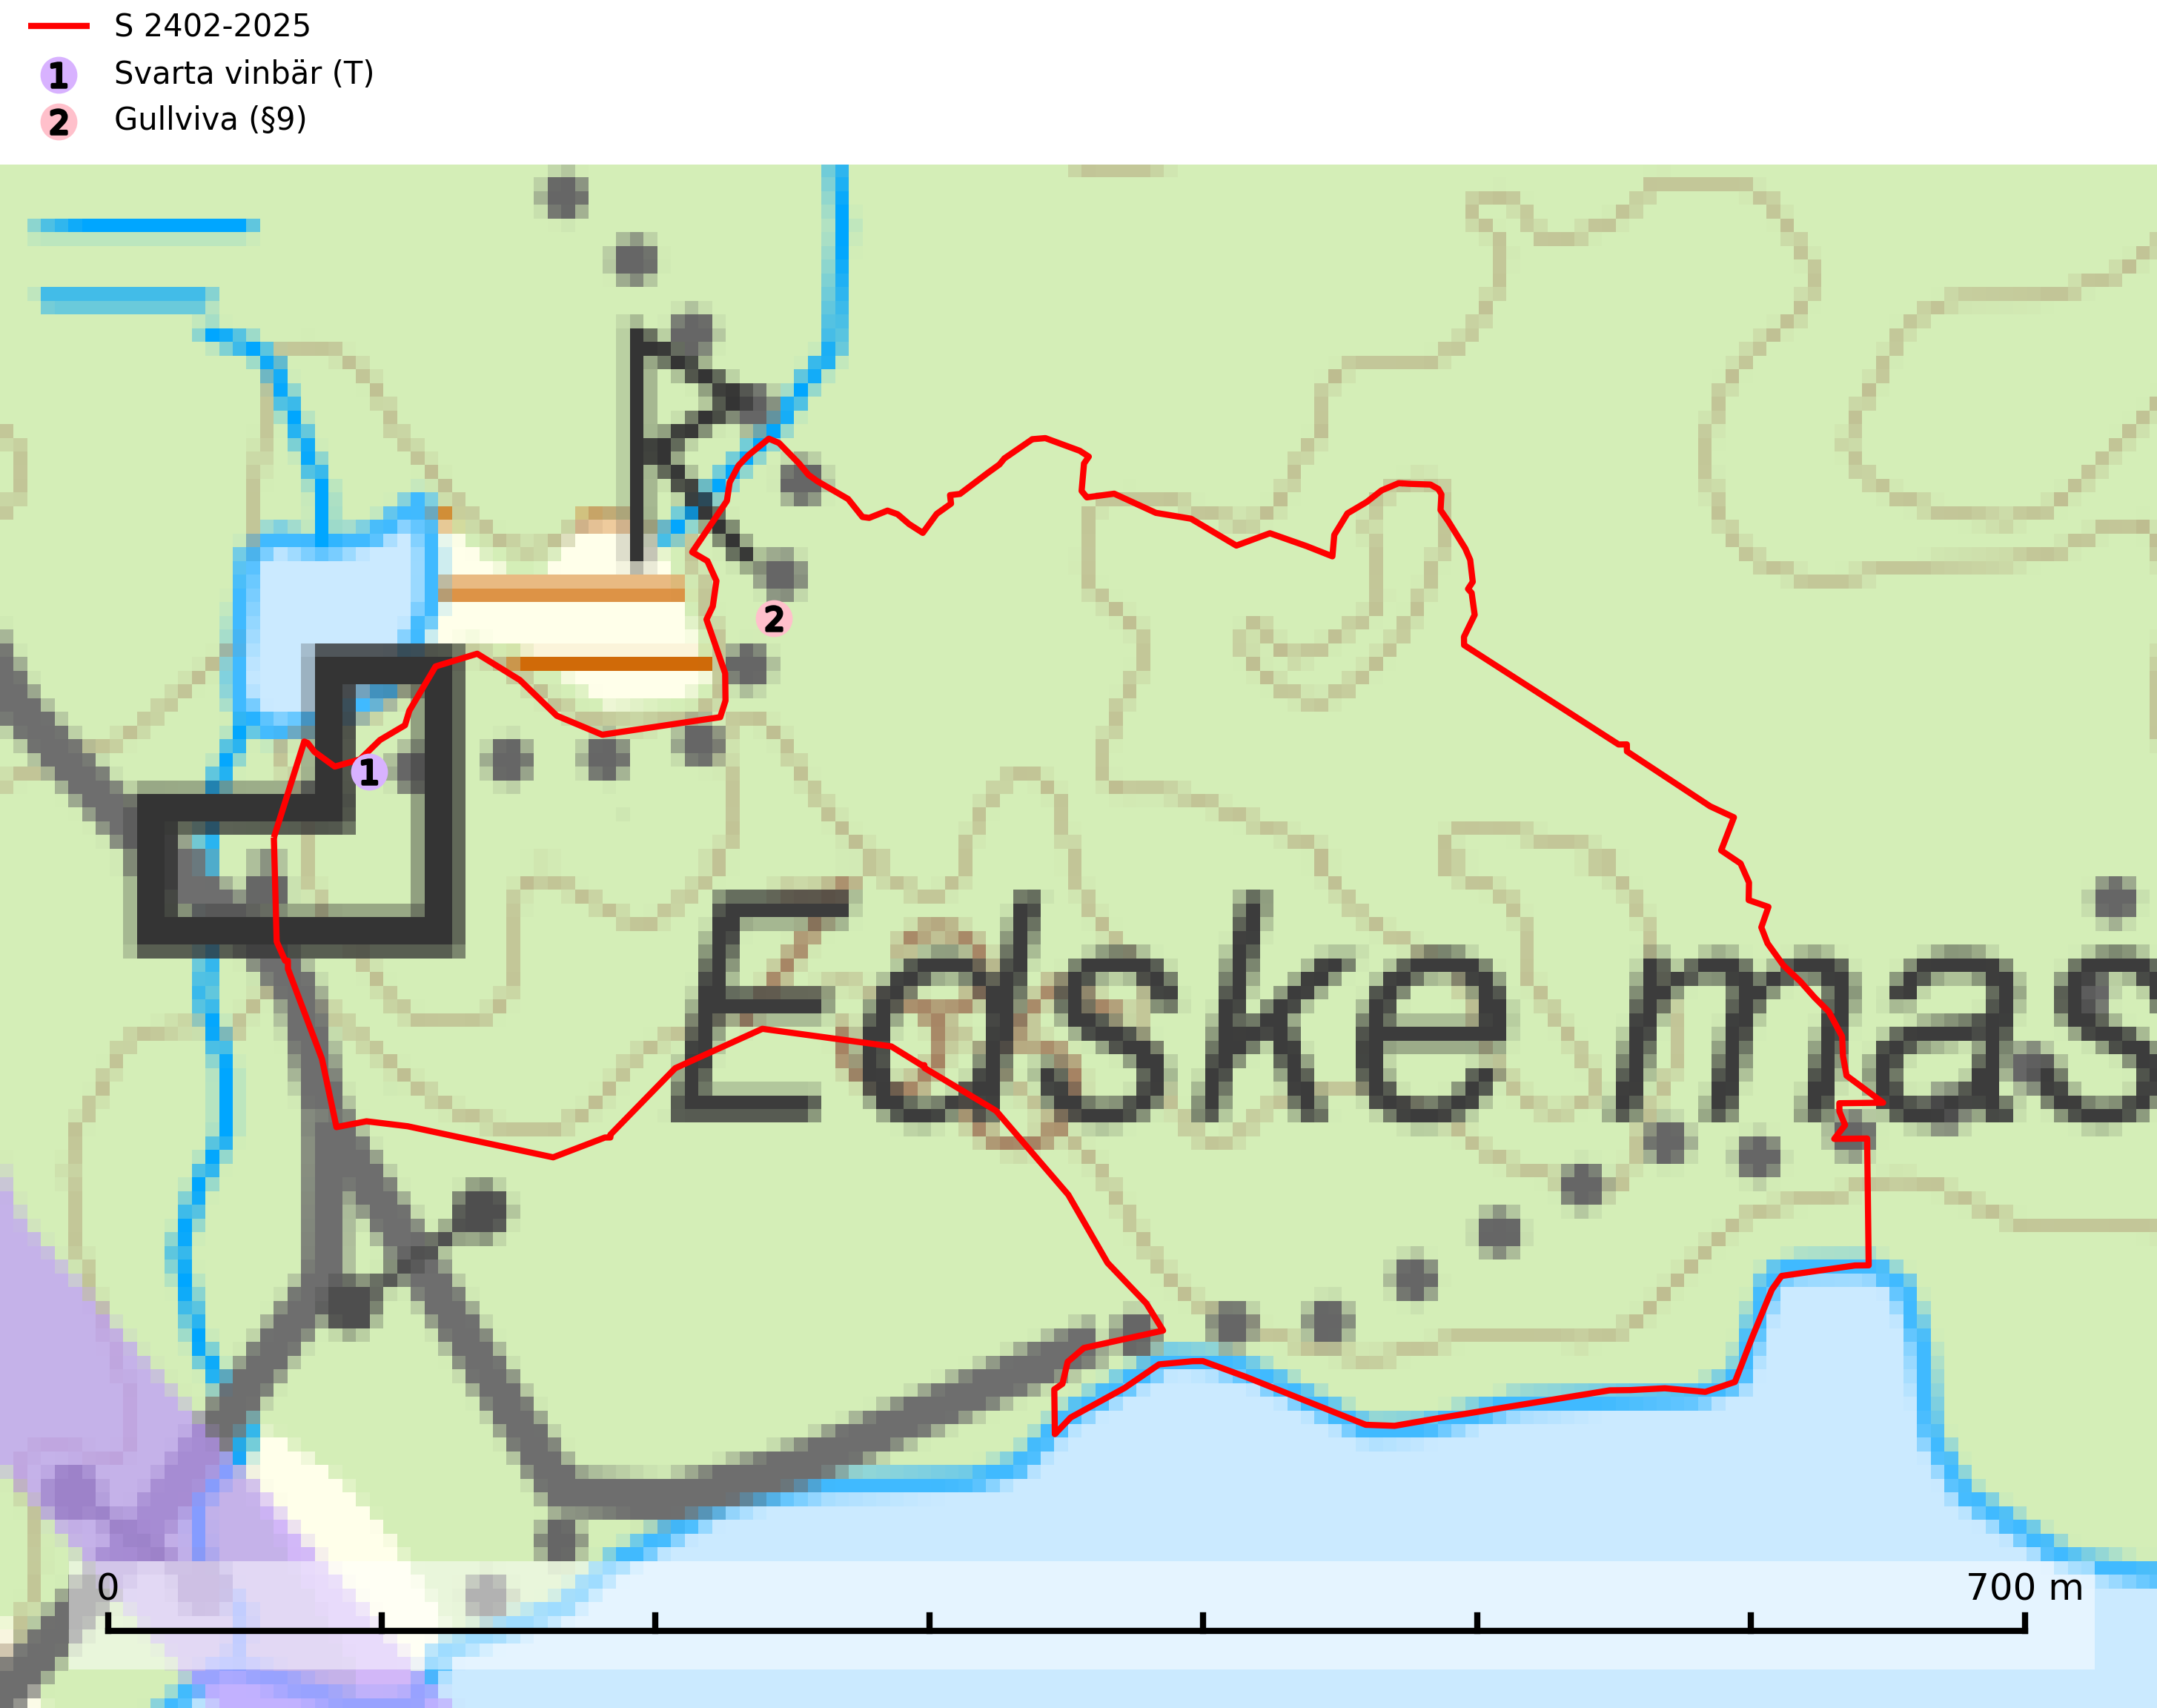 S 2402-2025
1 Svarta vinbär (T)
2 Gullviva (§9)
2
1
Edske mas
0 700 m